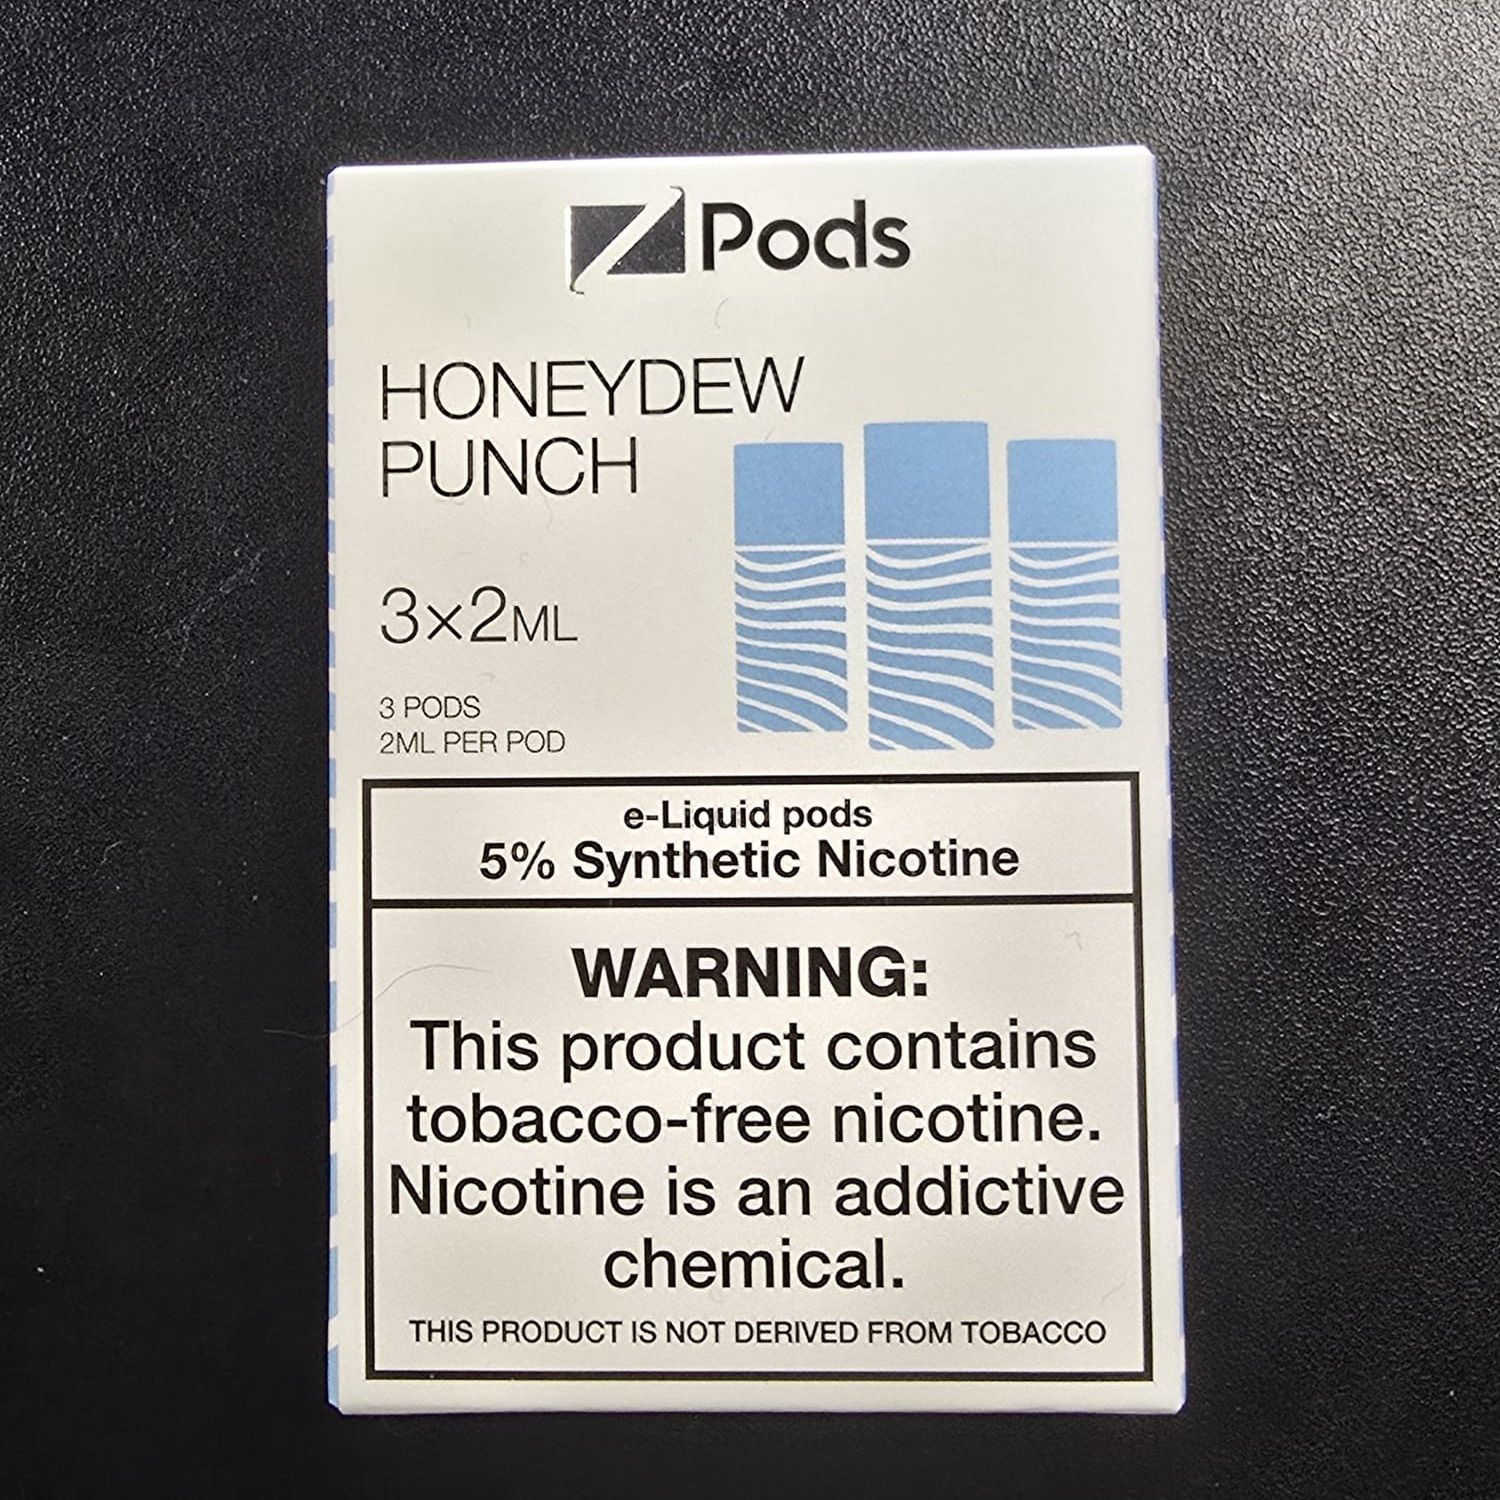 Z Pods
HONEYDEW
PUNCH
3×2ML
3 PODS
2ML PER POD
e-Liquid pods
5% Synthetic Nicotine
WARNING:
This product contains
tobacco-free nicotine.
Nicotine is an addictive
chemical.
THIS PRODUCT IS NOT DERIVED FROM TOBACCO